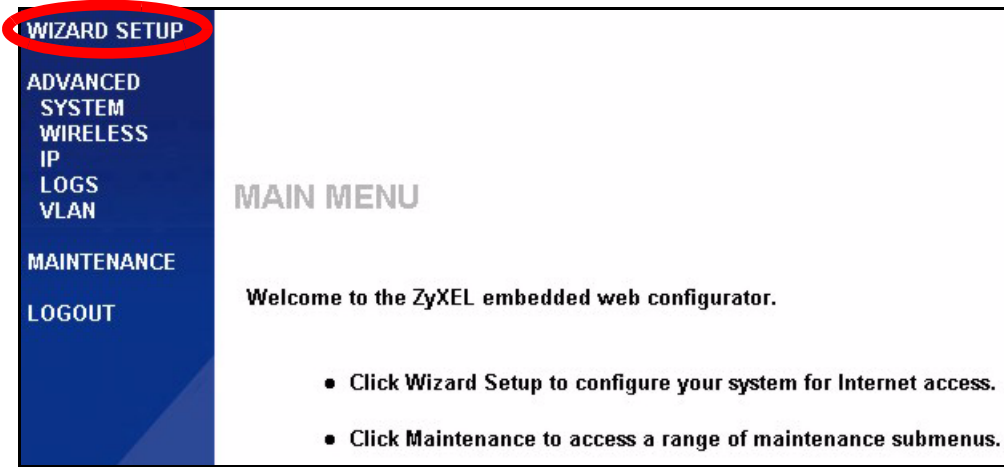 WIZARD SETUP
ADVANCED
SYSTEM
WIRELESS
IP
LOGS
VLAN
MAINTENANCE
LOGOUT
MAIN MENU
Welcome to the ZyXEL embedded web configurator.
● Click Wizard Setup to configure your system for Internet access.
● Click Maintenance to access a range of maintenance submenus.